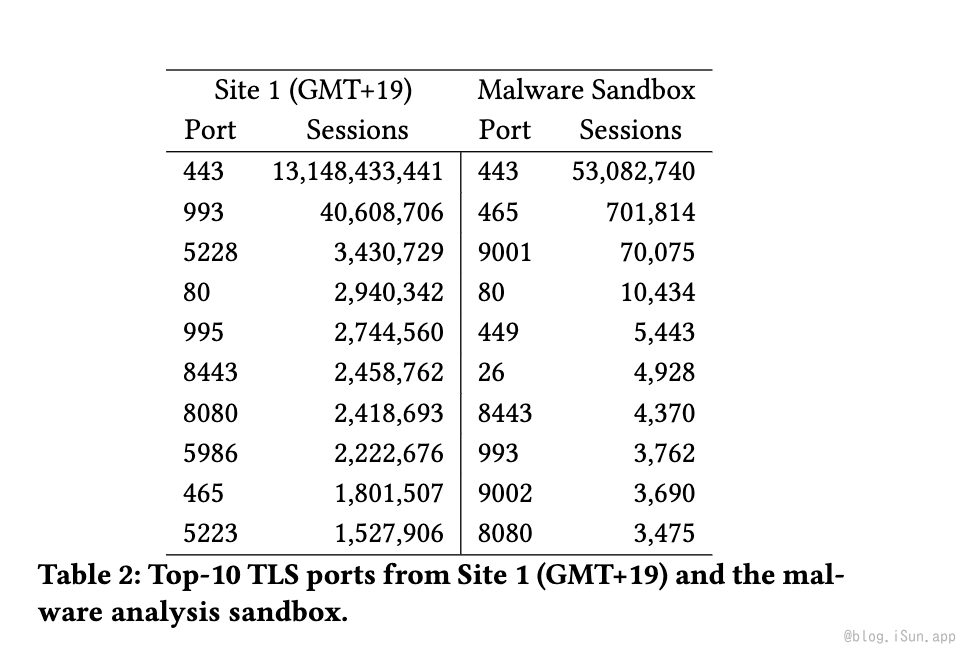 Site 1 (GMT+19) Malware Sandbox
Port Sessions Port Sessions
443 13,148,433,441 443 53,082,740
993 40,608,706 465 701,814
5228 3,430,729 9001 70,075
80 2,940,342 80 10,434
995 2,744,560 449 5,443
8443 2,458,762 26 4,928
8080 2,418,693 8443 4,370
5986 2,222,676 993 3,762
465 1,801,507 9002 3,690
5223 1,527,906 8080 3,475
Table 2: Top-10 TLS ports from Site 1 (GMT+19) and the mal-
ware analysis sandbox.
@blog.iSun.app